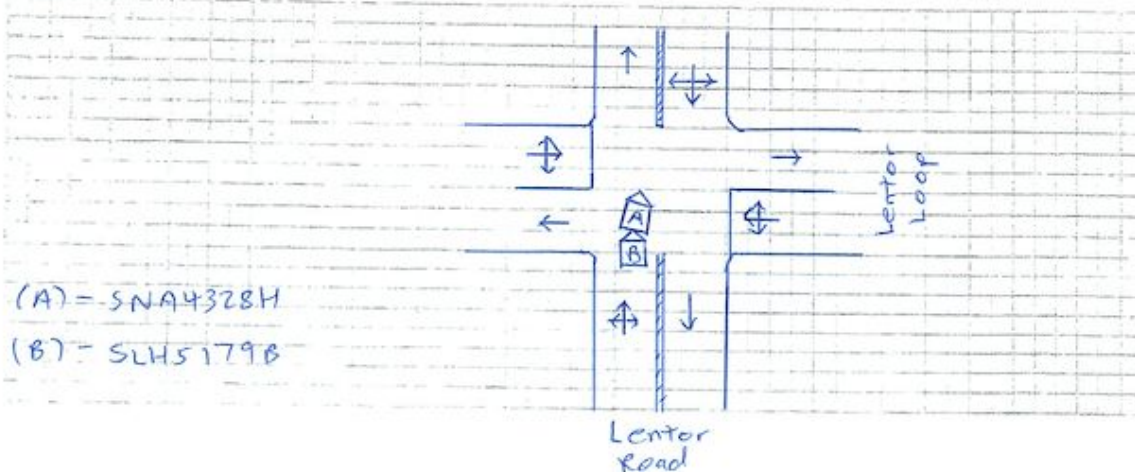 Lentor
Loop
A
B
(A) = SNA4328H
(B) - SLH5179B
Lentor
Road